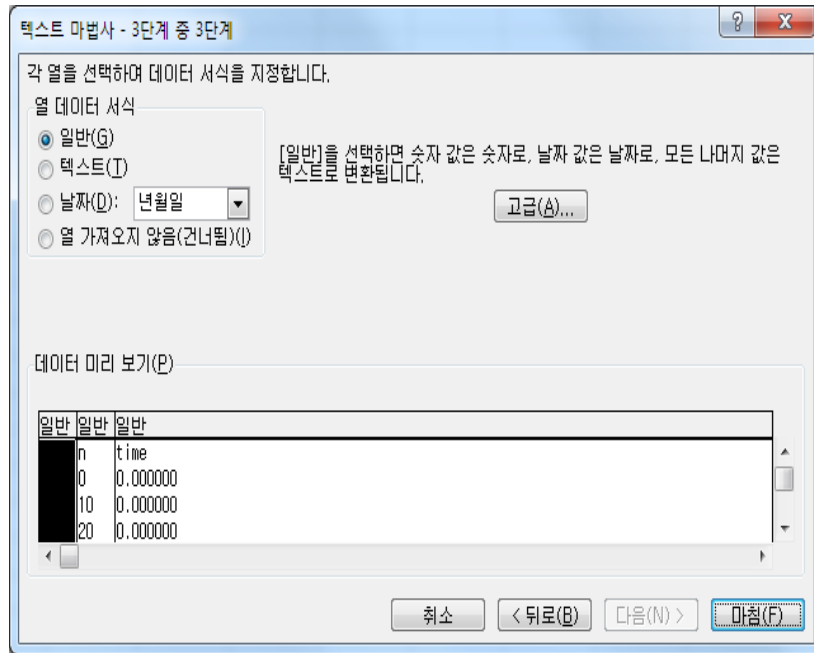 텍스트 마법사 - 3단계 중 3단계
각 열을 선택하여 데이터 서식을 지정합니다.
열 데이터 서식
일반(G)
텍스트(T)
날짜(D): 년월일
열 가져오지 않음(건너뜀)(I)
[일반]을 선택하면 숫자 값은 숫자로, 날짜 값은 날짜로, 모든 나머지 값은
텍스트로 변환됩니다.
고급(A)...
데이터 미리 보기(P)
일반 일반 일반
n time
0 0.000000
10 0.000000
20 0.000000
취소 < 뒤로(B) 다음(N) > 마침(F)